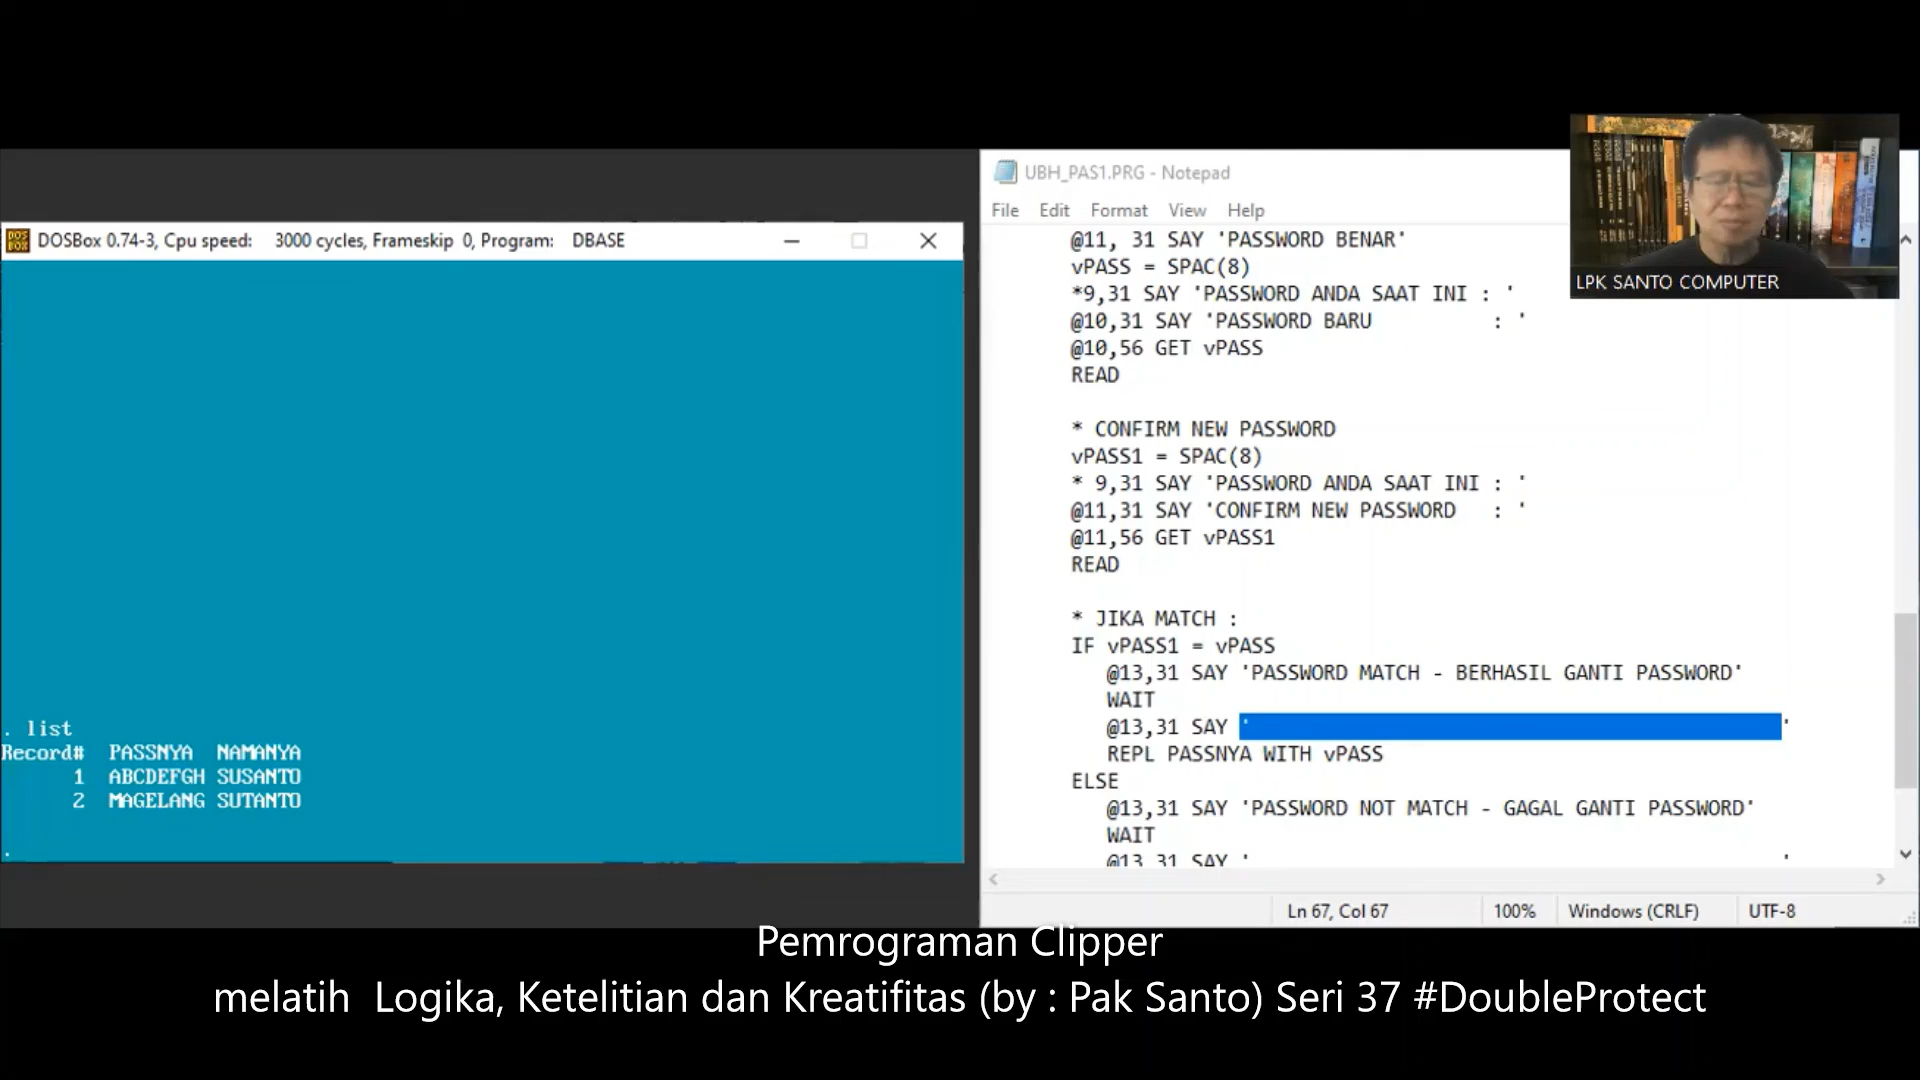 DOSBox 0.74-3, Cpu speed: 3000 cycles, Frameskip 0, Program: DBASE
. list
Record# PASSNYA NAMANYA
1 ABCDEFGH SUSANTO
2 MAGELANG SUTANTO
.
UBH_PAS1.PRG - Notepad
File Edit Format View Help
@11, 31 SAY 'PASSWORD BENAR'
vPASS = SPAC(8)
*9,31 SAY 'PASSWORD ANDA SAAT INI : '
@10,31 SAY 'PASSWORD BARU : '
@10,56 GET vPASS
READ
* CONFIRM NEW PASSWORD
vPASS1 = SPAC(8)
* 9,31 SAY 'PASSWORD ANDA SAAT INI : '
@11,31 SAY 'CONFIRM NEW PASSWORD : '
@11,56 GET vPASS1
READ
* JIKA MATCH :
IF vPASS1 = vPASS
@13,31 SAY 'PASSWORD MATCH - BERHASIL GANTI PASSWORD'
WAIT
@13,31 SAY ' '
REPL PASSNYA WITH vPASS
ELSE
@13,31 SAY 'PASSWORD NOT MATCH - GAGAL GANTI PASSWORD'
WAIT
@13,31 SAY ' '
Ln 67, Col 67 100% Windows (CRLF) UTF-8
LPK SANTO COMPUTER
Pemrograman Clipper
melatih Logika, Ketelitian dan Kreatifitas (by : Pak Santo) Seri 37 #DoubleProtect